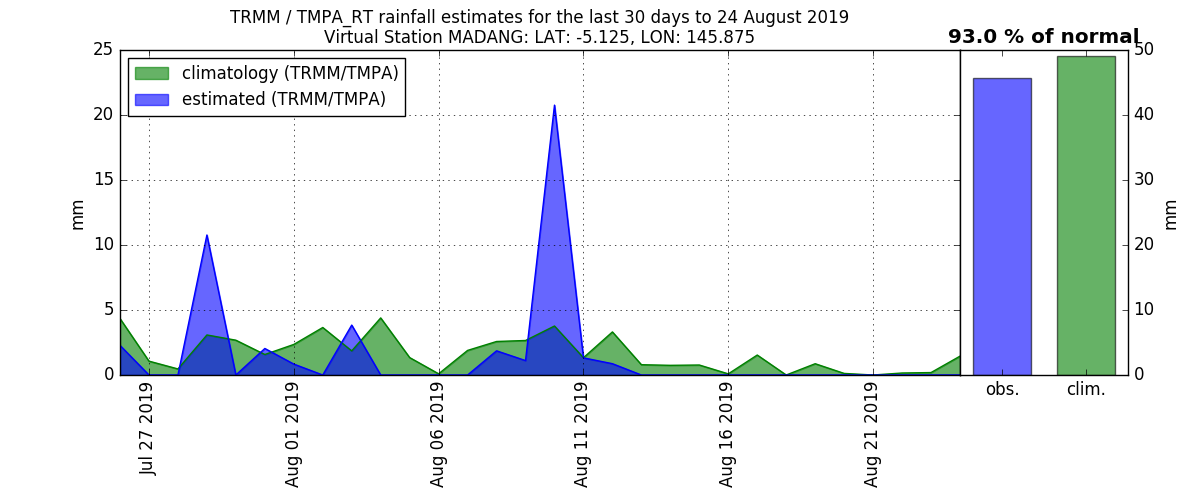 TRMM / TMPA_RT rainfall estimates for the last 30 days to 24 August 2019
Virtual Station MADANG: LAT: -5.125, LON: 145.875
93.0 % of normal
climatology (TRMM/TMPA)
estimated (TRMM/TMPA)
25
20
15
10
5
0
mm
Jul 27 2019
Aug 01 2019
Aug 06 2019
Aug 11 2019
Aug 16 2019
Aug 21 2019
obs.
clim.
50
40
30
20
10
0
mm